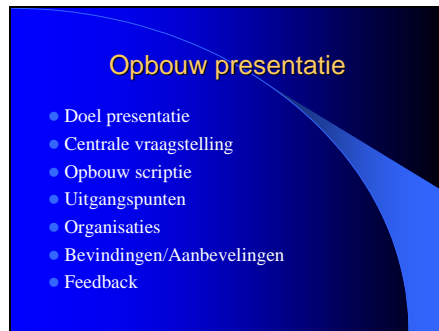 Opbouw presentatie
Doel presentatie
Centrale vraagstelling
Opbouw scriptie
Uitgangspunten
Organisaties
Bevindingen/Aanbevelingen
Feedback